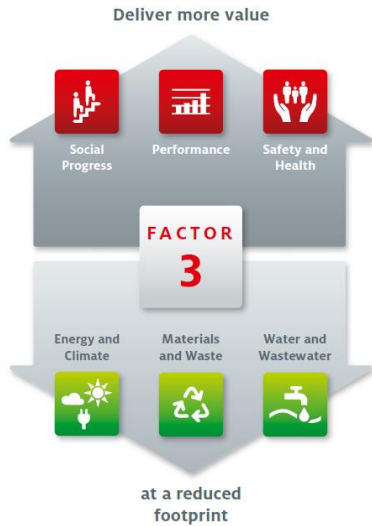 Deliver more value
Social
Progress
Performance
Safety and
Health
FACTOR
3
Energy and
Climate
Materials
and Waste
Water and
Wastewater
at a reduced
footprint